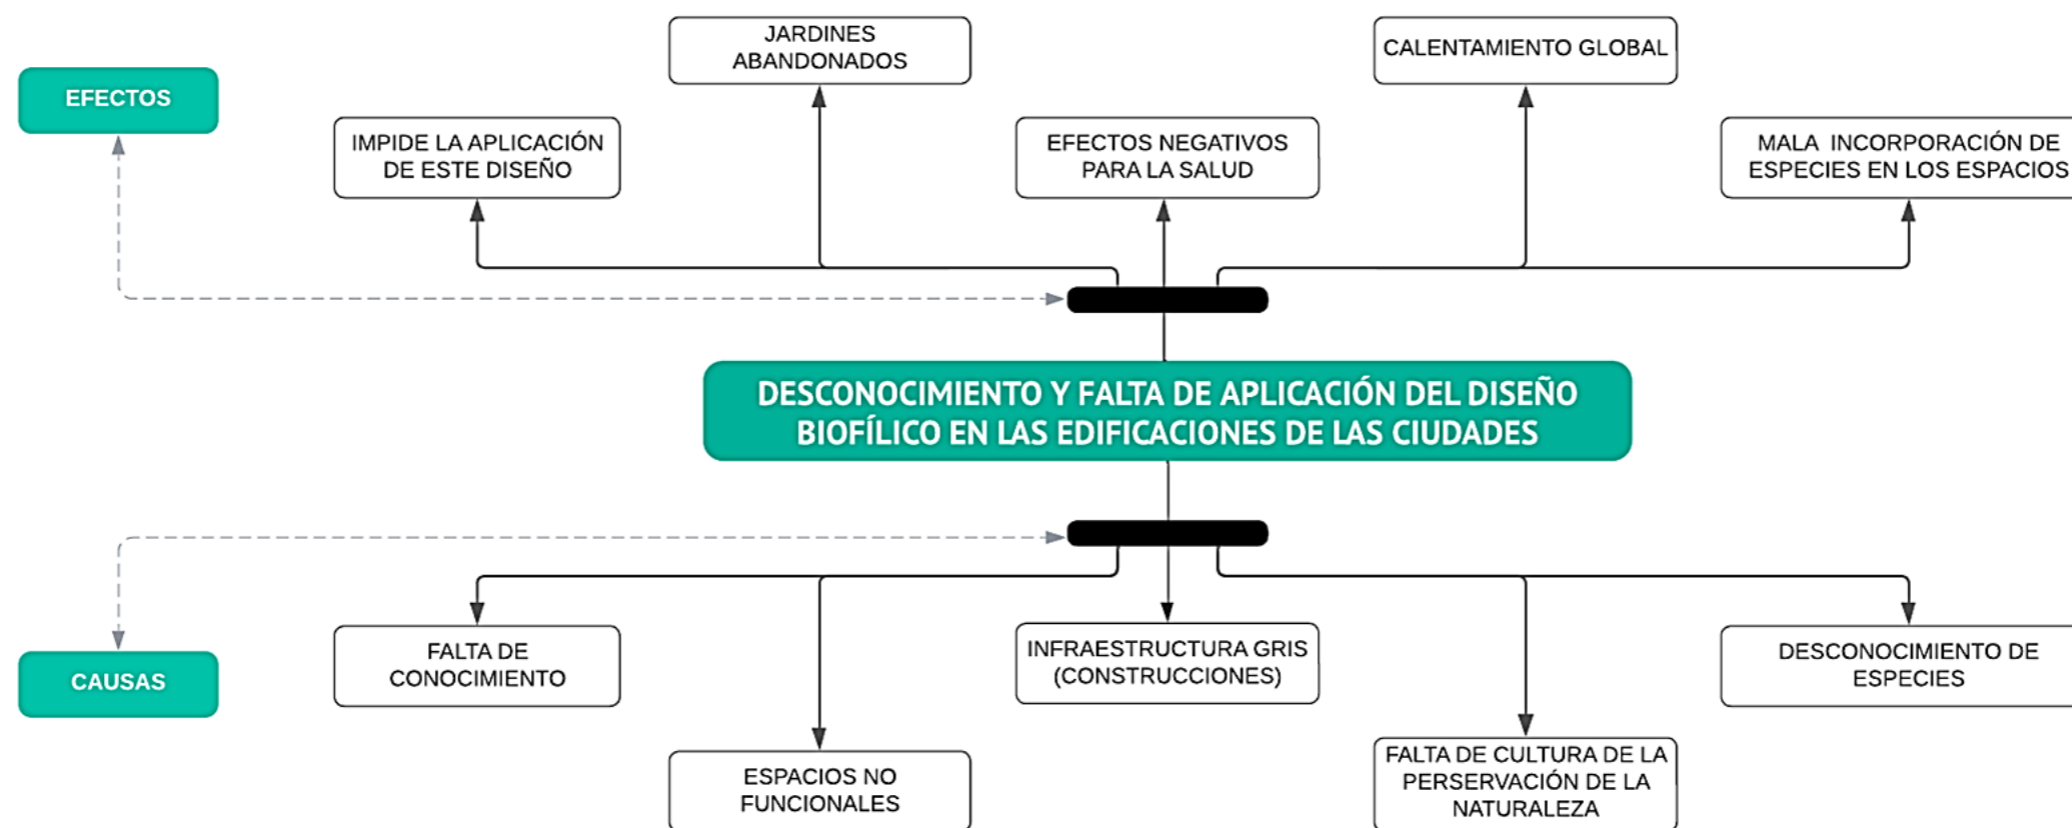 JARDINES
ABANDONADOS
CALENTAMIENTO GLOBAL
EFECTOS
IMPIDE LA APLICACIÓN
DE ESTE DISEÑO
EFECTOS NEGATIVOS
PARA LA SALUD
MALA INCORPORACIÓN DE
ESPECIES EN LOS ESPACIOS
DESCONOCIMIENTO Y FALTA DE APLICACIÓN DEL DISEÑO
BIOFÍLICO EN LAS EDIFICACIONES DE LAS CIUDADES
CAUSAS
FALTA DE
CONOCIMIENTO
INFRAESTRUCTURA GRIS
(CONSTRUCCIONES)
DESCONOCIMIENTO DE
ESPECIES
ESPACIOS NO
FUNCIONALES
FALTA DE CULTURA DE LA
PERSERVACIÓN DE LA
NATURALEZA